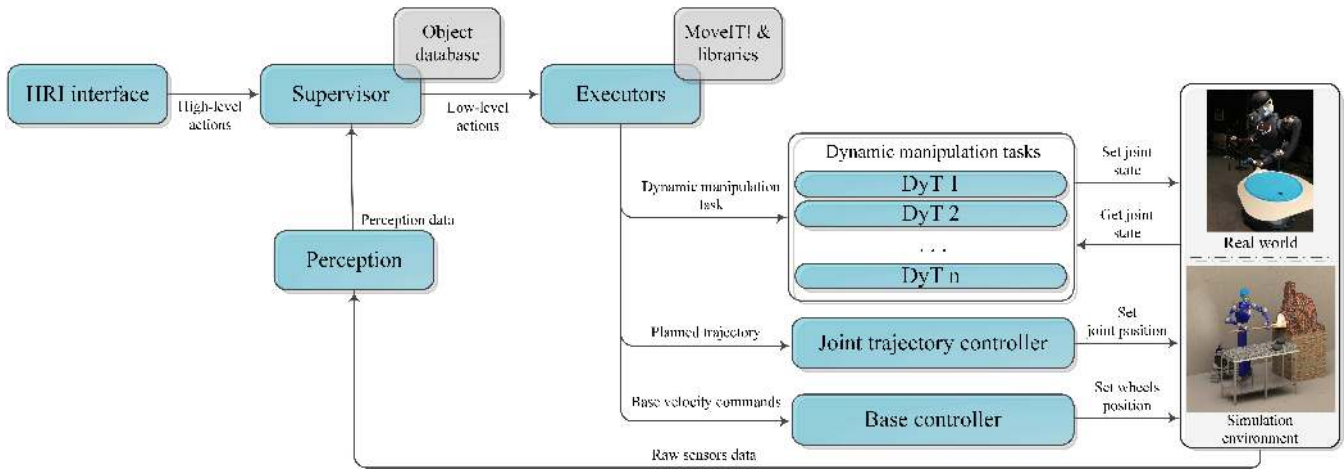 Object
database
MoveIT! &
libraries
HRI interface
High-level
actions
Supervisor
Low-level
actions
Executors
Dynamic manipulation tasks
DyT 1
DyT 2
. . .
DyT n
Dynamic manipulation
task
Set joint
state
Get joint
state
Real world
Perception data
Perception
Planned trajectory
Joint trajectory controller
Set
joint position
Base velocity commands
Base controller
Set wheels
position
Simulation
environment
Raw sensors data